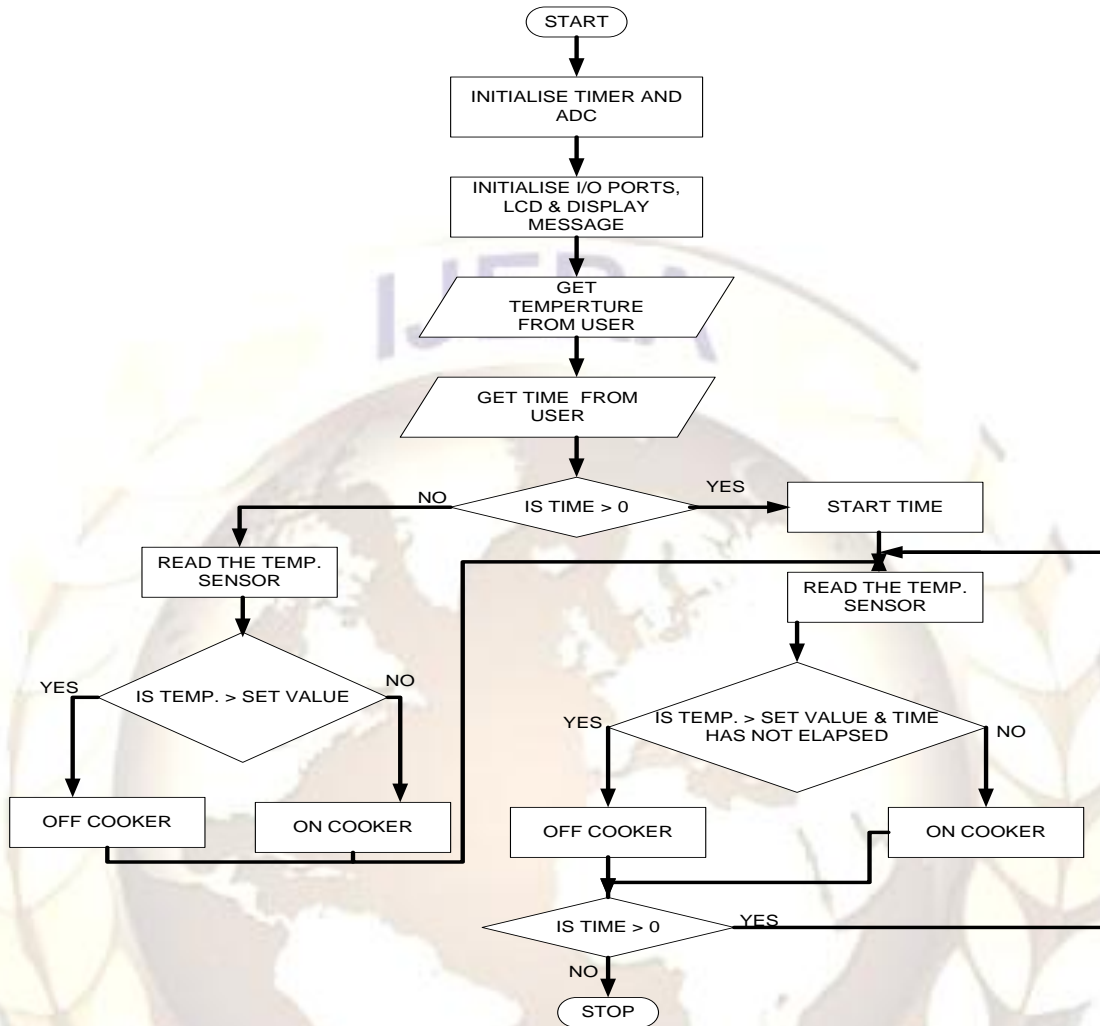 START
INITIALISE TIMER AND
ADC
INITIALISE I/O PORTS,
LCD & DISPLAY
MESSAGE
IJERA
GET
TEMPERTURE
FROM USER
GET TIME  FROM
USER
NO
IS TIME > 0
YES
START TIME
READ THE TEMP.
SENSOR
READ THE TEMP.
SENSOR
YES
IS TEMP. > SET VALUE
NO
YES
IS TEMP. > SET VALUE & TIME
HAS NOT ELAPSED
NO
OFF COOKER
ON COOKER
OFF COOKER
ON COOKER
IS TIME > 0
YES
NO
STOP